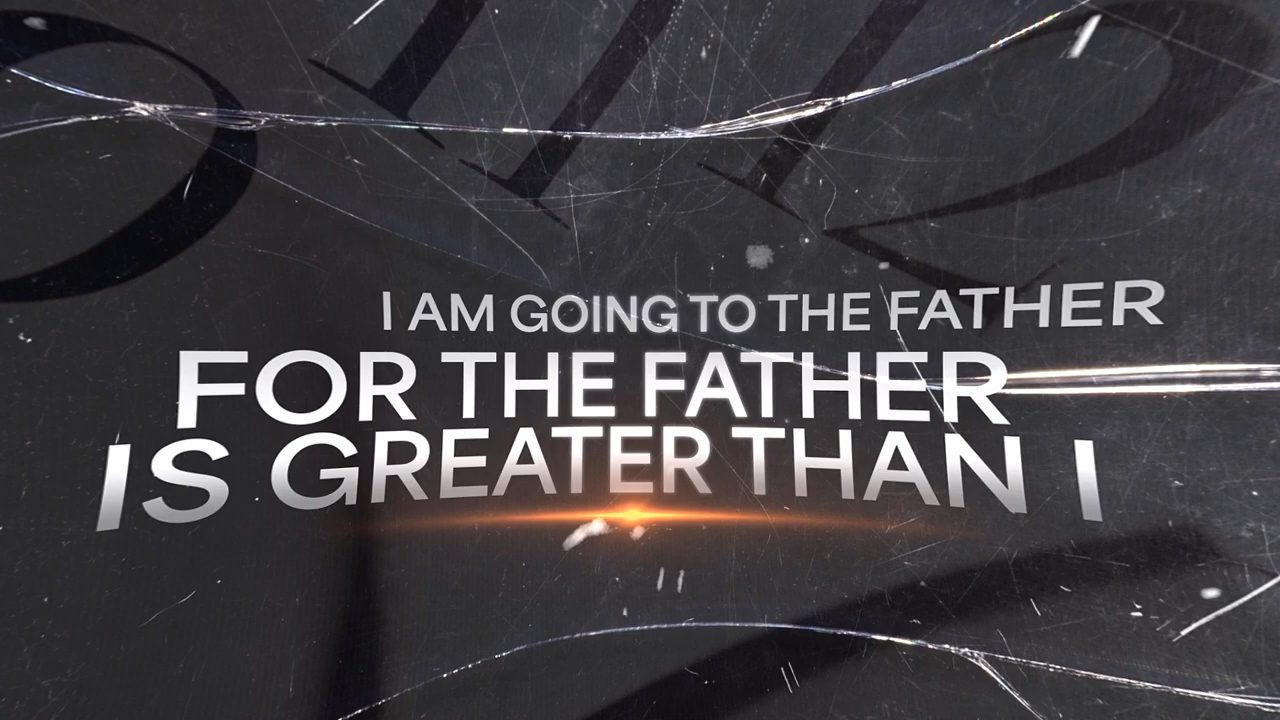 I AM GOING TO THE FATHER
FOR THE FATHER
IS GREATER THAN I